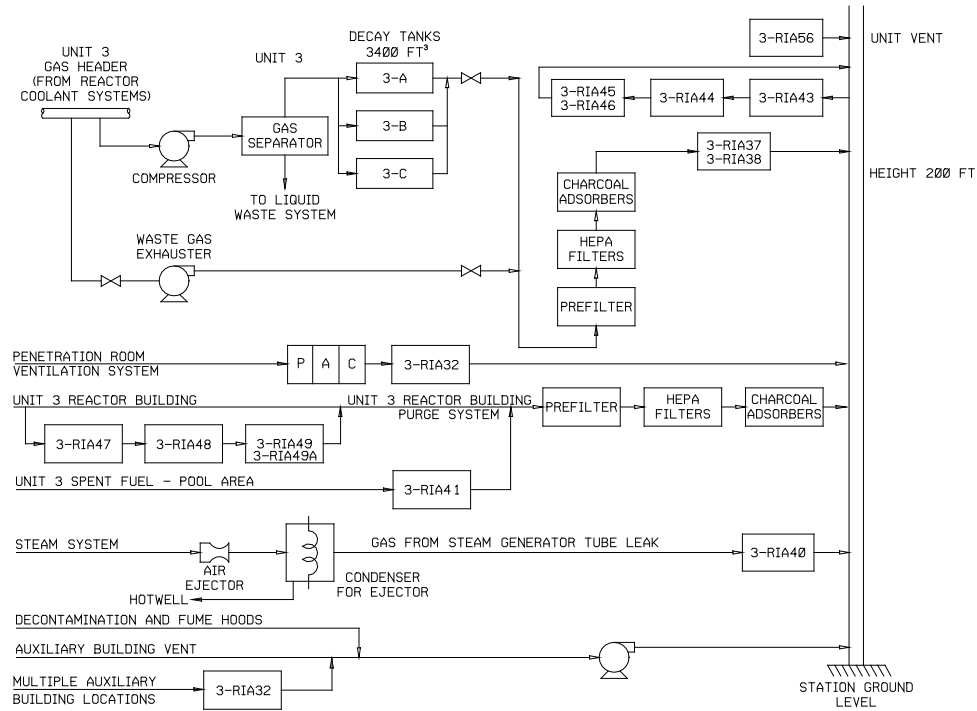 3-RIA56
UNIT VENT
UNIT 3
GAS HEADER
(FROM REACTOR
COOLANT SYSTEMS)
UNIT 3
DECAY TANKS
3400 FT³
3-A
3-B
3-C
GAS
SEPARATOR
COMPRESSOR
TO LIQUID
WASTE SYSTEM
3-RIA45
3-RIA46
3-RIA44
3-RIA43
3-RIA37
3-RIA38
HEIGHT 200 FT
CHARCOAL
ADSORBERS
HEPA
FILTERS
PREFILTER
WASTE GAS
EXHAUSTER
PENETRATION ROOM
VENTILATION SYSTEM
P A C
3-RIA32
UNIT 3 REACTOR BUILDING
UNIT 3 REACTOR BUILDING
PURGE SYSTEM
PREFILTER
HEPA
FILTERS
CHARCOAL
ADSORBERS
3-RIA47
3-RIA48
3-RIA49
3-RIA49A
UNIT 3 SPENT FUEL - POOL AREA
3-RIA41
STEAM SYSTEM
AIR
EJECTOR
GAS FROM STEAM GENERATOR TUBE LEAK
3-RIA40
CONDENSER
FOR EJECTOR
HOTWELL
DECONTAMINATION AND FUME HOODS
AUXILIARY BUILDING VENT
MULTIPLE AUXILIARY
BUILDING LOCATIONS
3-RIA32
STATION GROUND
LEVEL